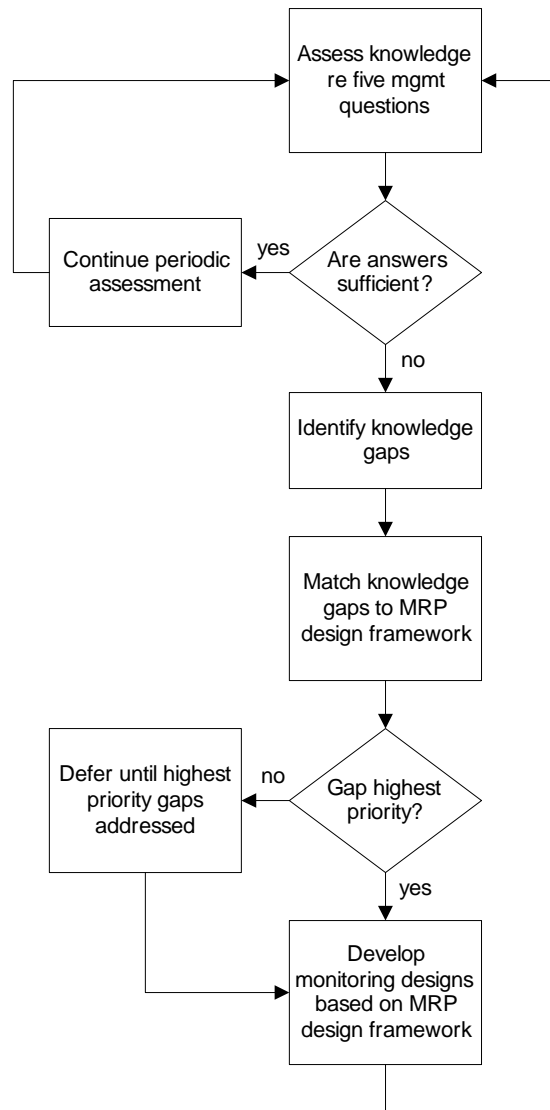 Assess knowledge
re five mgmt
questions
yes
Continue periodic
assessment
Are answers
sufficient?
no
Identify knowledge
gaps
Match knowledge
gaps to MRP
design framework
Defer until highest
priority gaps
addressed
no
Gap highest
priority?
yes
Develop
monitoring designs
based on MRP
design framework